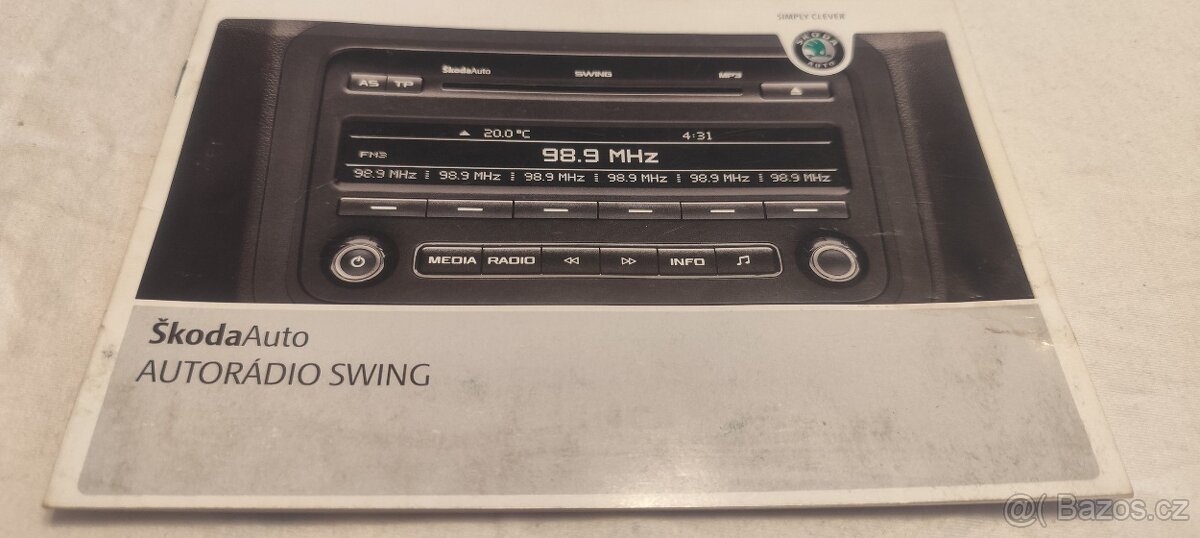 SIMPLY CLEVER
ŠKODA
AUTO
ŠkodaAuto SWING MP3
AS TP
20.0°C 4:31
FM3 98.9 MHz
98.9 MHz 98.9 MHz 98.9 MHz 98.9 MHz 98.9 MHz 98.9 MHz
MEDIA RADIO INFO
ŠkodaAuto
AUTORÁDIO SWING
@( Bazos.cz